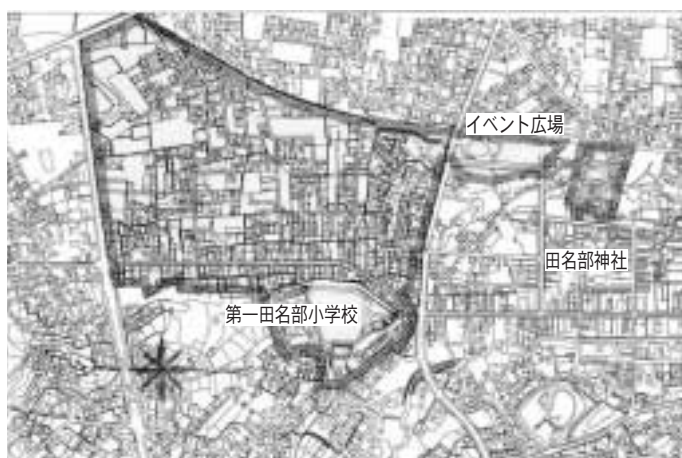 イベント広場
田名部神社
第一田名部小学校